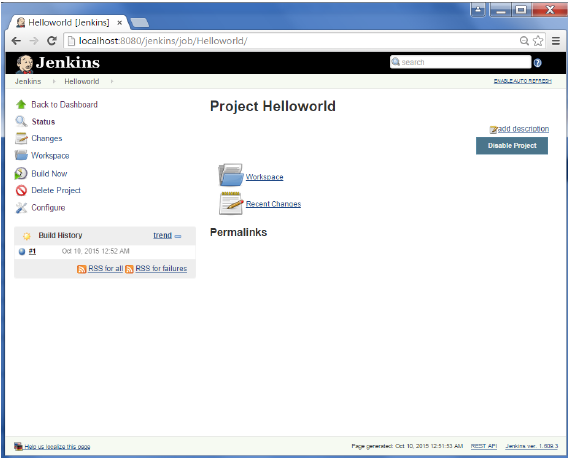 Helloworld [Jenkins]
localhost:8080/jenkins/job/Helloworld/
Jenkins
search
Jenkins Helloworld
ENABLE AUTO REFRESH
Back to Dashboard
Status
Changes
Workspace
Build Now
Delete Project
Configure
Build History trend
#1 Oct 10, 2015 12:52 AM
RSS for all RSS for failures
Project Helloworld
add description
Disable Project
Workspace
Recent Changes
Permalinks
Help us localize this page
Page generated: Oct 10, 2015 12:51:53 AM REST API Jenkins ver. 1.609.3